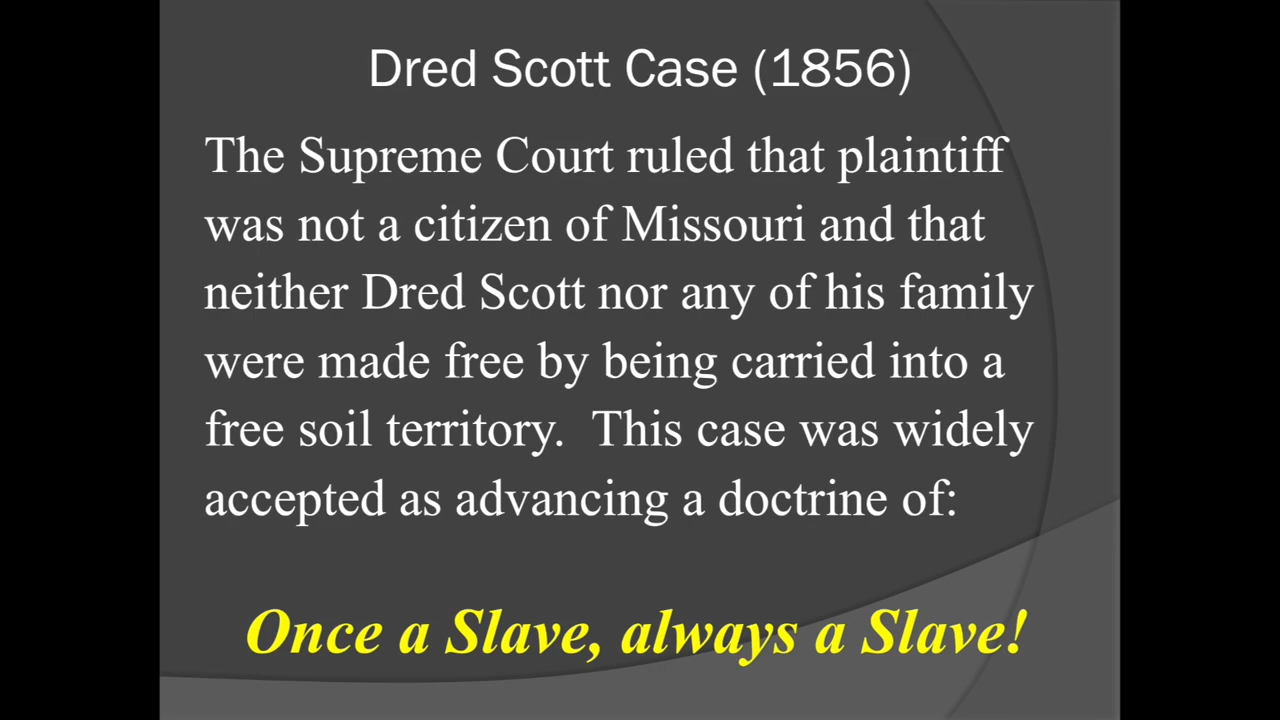 Dred Scott Case (1856)
The Supreme Court ruled that plaintiff
was not a citizen of Missouri and that
neither Dred Scott nor any of his family
were made free by being carried into a
free soil territory.  This case was widely
accepted as advancing a doctrine of:
Once a Slave, always a Slave!